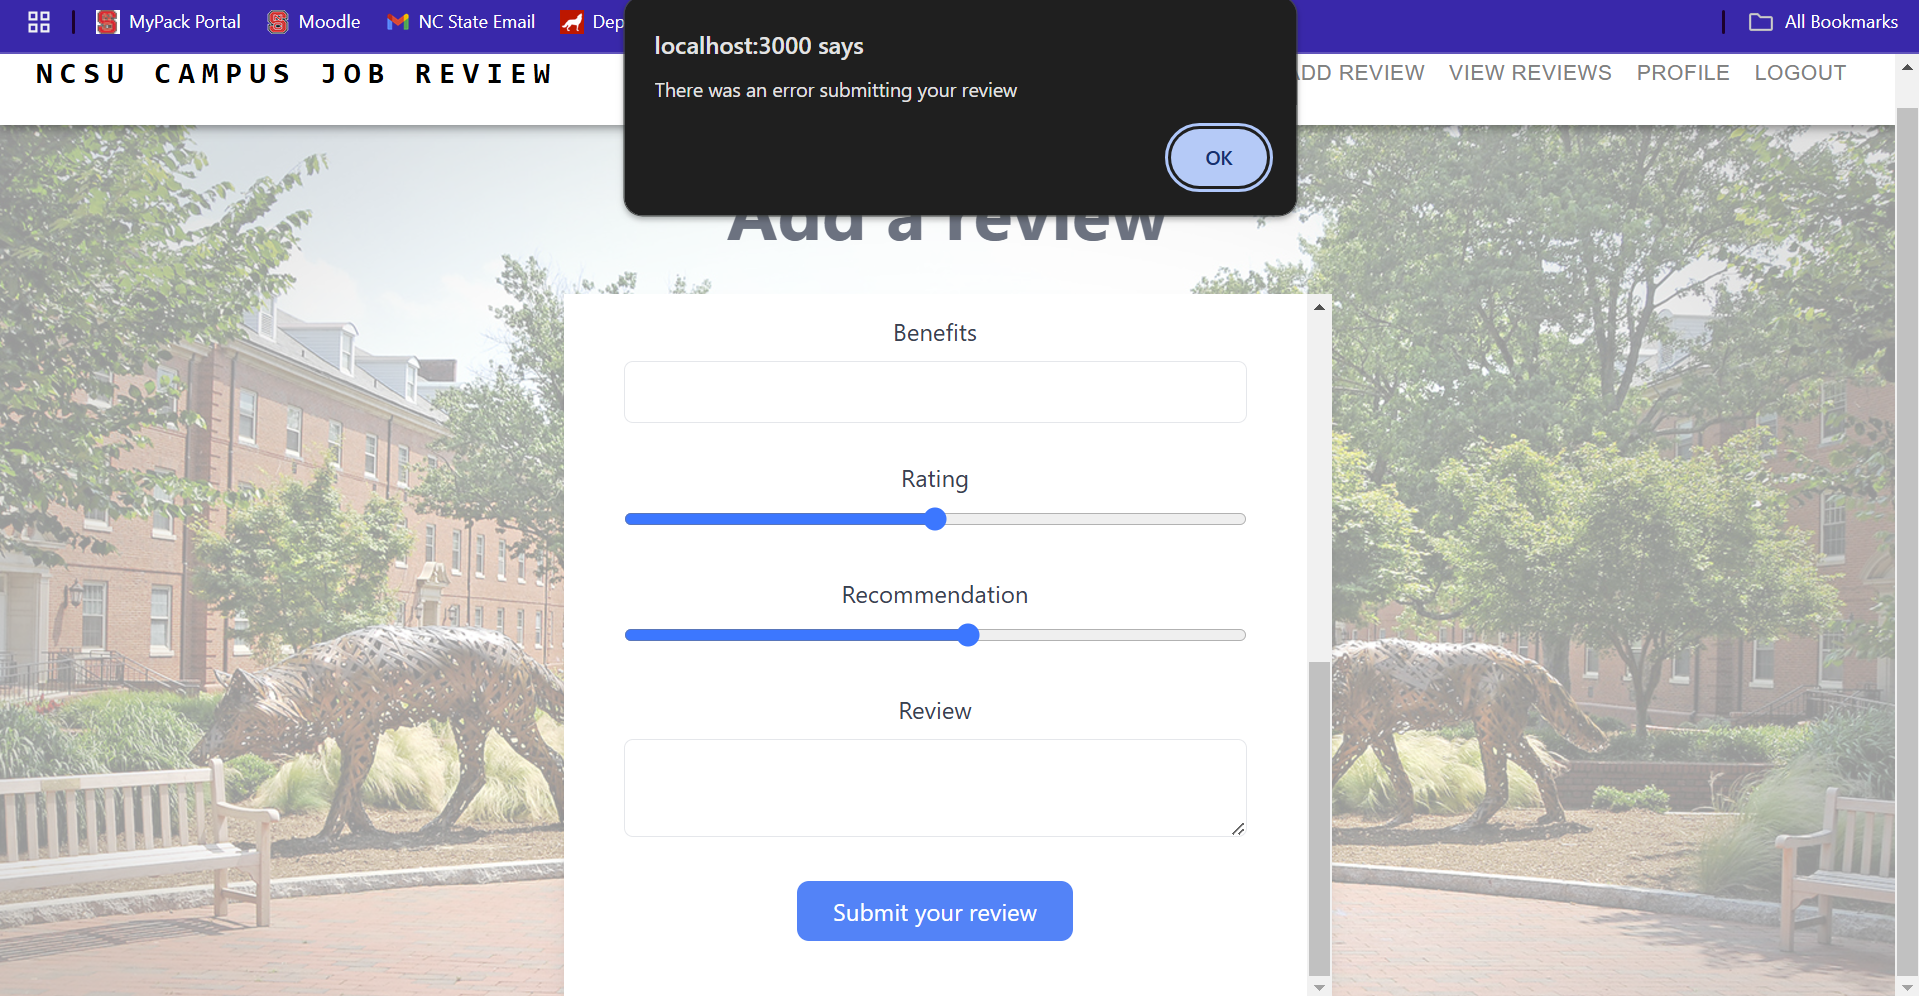 MyPack Portal
Moodle
NC State Email
Dep
All Bookmarks
localhost:3000 says
There was an error submitting your review
OK
NCSU CAMPUS JOB REVIEW
DD REVIEW
VIEW REVIEWS
PROFILE
LOGOUT
Add a review
Benefits
Rating
Recommendation
Review
Submit your review